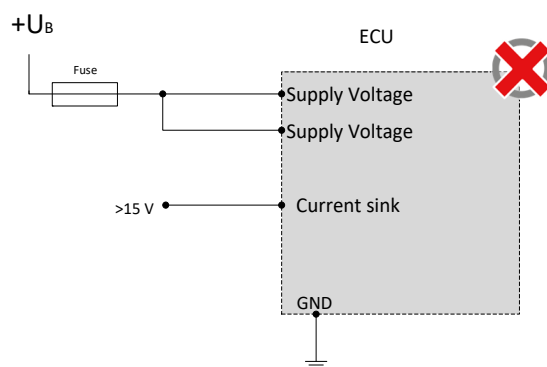 +UB
ECU
Fuse
Supply Voltage
Supply Voltage
>15 V
Current sink
GND